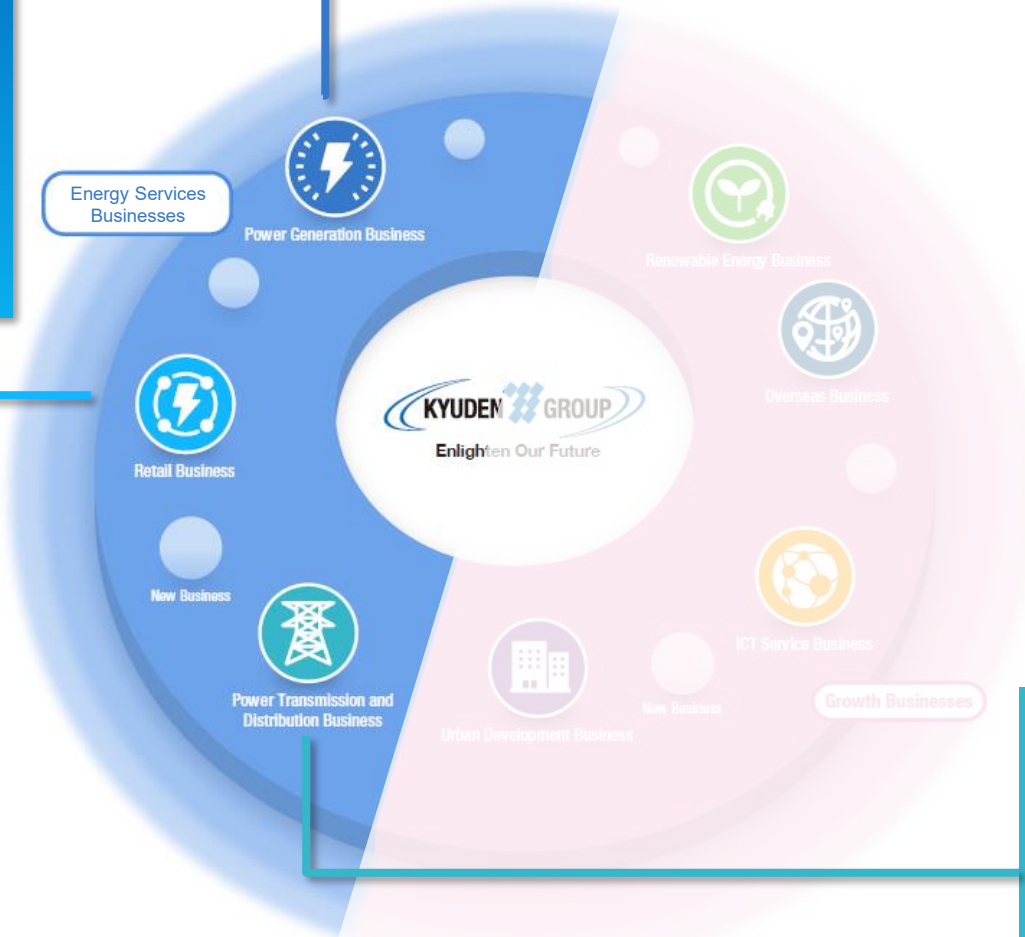 Energy Services
Businesses
Power Generation Business
Renewable Energy Business
Overseas Business
KYUDEN GROUP
Enlighten Our Future
Retail Business
New Business
Power Transmission and
Distribution Business
ICT Service Business
New Business
Growth Businesses
Urban Development Business